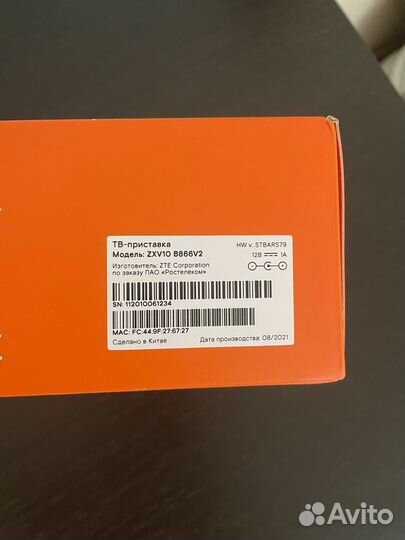 ТВ-приставка
Модель: ZXV10 B866V2
Изготовитель: ZTE Corporation
по заказу ПАО «Ростелеком»
HW v. STBARS79
12В 1А
SN: 112010061234
MAC: FC:44:9F:27:67:27
Сделано в Китае
Дата производства: 08/2021
Avito